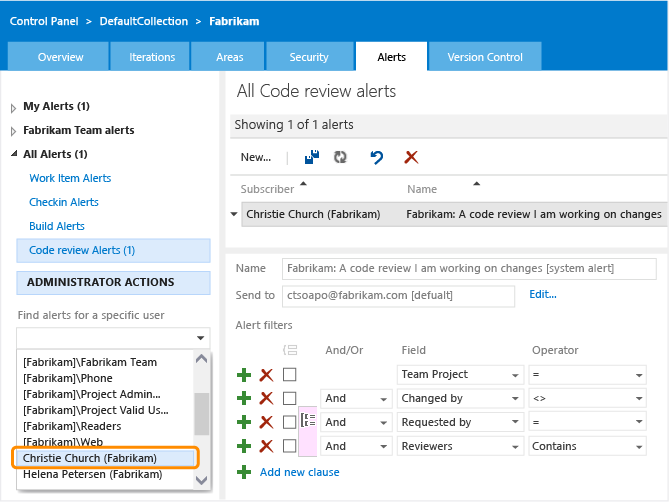 Control Panel > DefaultCollection > Fabrikam
Overview Iterations Areas Security Alerts Version Control
My Alerts (1)
Fabrikam Team alerts
All Alerts (1)
Work Item Alerts
Checkin Alerts
Build Alerts
Code review Alerts (1)
ADMINISTRATOR ACTIONS
Find alerts for a specific user
[Fabrikam]\Fabrikam Team
[Fabrikam]\Phone
[Fabrikam]\Project Admin...
[Fabrikam]\Project Valid Us...
[Fabrikam]\Readers
[Fabrikam]\Web
Christie Church (Fabrikam)
Helena Petersen (Fabrikam)
All Code review alerts
Showing 1 of 1 alerts
New... |
Subscriber Name
Christie Church (Fabrikam) Fabrikam: A code review I am working on changes
Name Fabrikam: A code review I am working on changes [system alert]
Send to ctsoapo@fabrikam.com [defualt] Edit...
Alert filters
And/Or Field Operator
Team Project =
And Changed by <>
And Requested by =
And Reviewers Contains
Add new clause